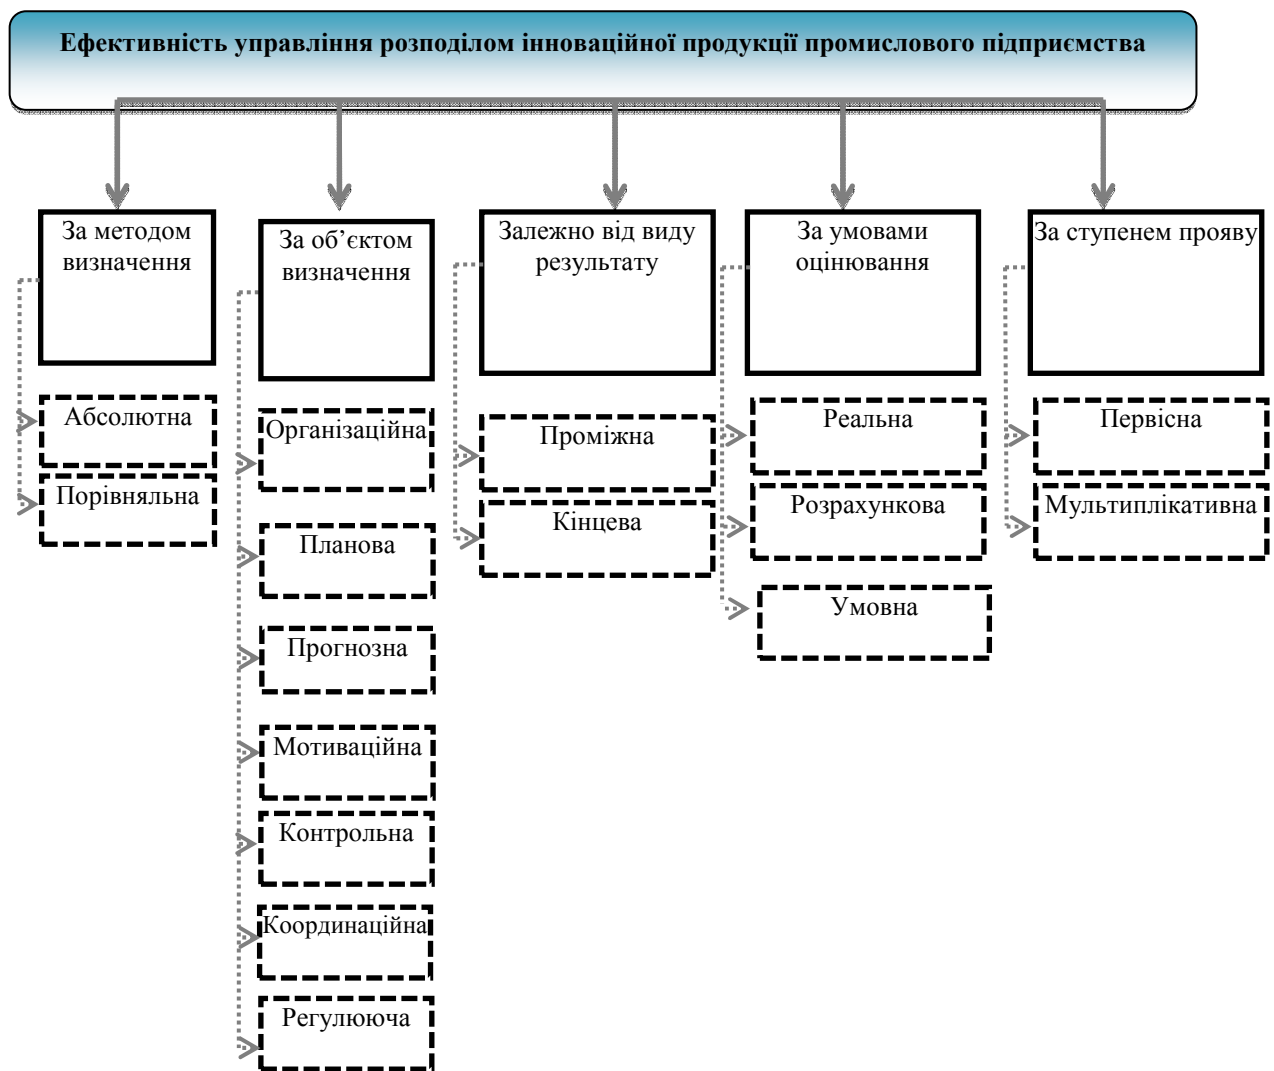 Ефективність управління розподілом інноваційної продукції промислового підприємства
За методом
визначення
Абсолютна
Порівняльна
За об’єктом
визначення
Організаційна
Планова
Прогнозна
Мотиваційна
Контрольна
Координаційна
Регулююча
Залежно від виду
результату
Проміжна
Кінцева
За умовами
оцінювання
Реальна
Розрахункова
Умовна
За ступенем прояву
Первісна
Мультиплікативна